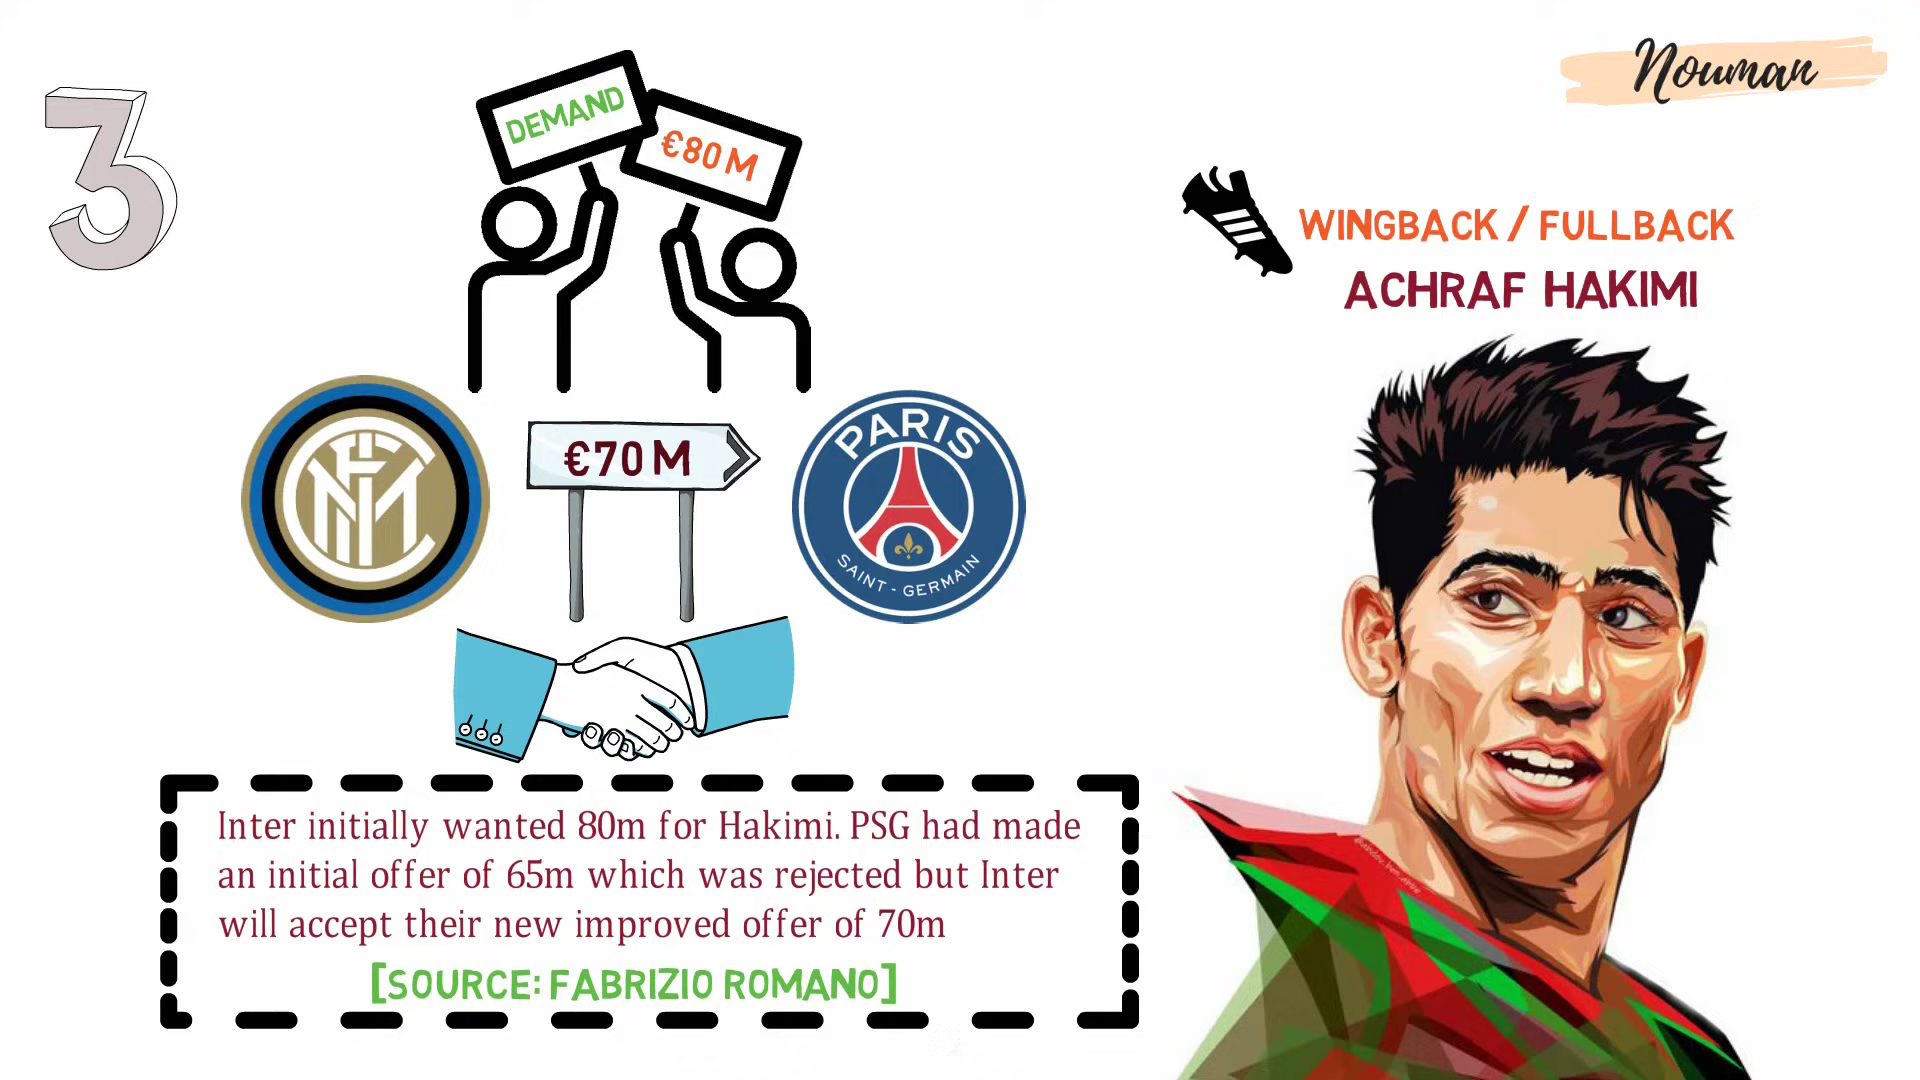 3
Nouman
DEMAND
€80 M
WINGBACK / FULLBACK
ACHRAF HAKIMI
€70 M
PARIS
SAINT - GERMAIN
Inter initially wanted 80m for Hakimi. PSG had made
an initial offer of 65m which was rejected but Inter
will accept their new improved offer of 70m
[SOURCE: FABRIZIO ROMANO]